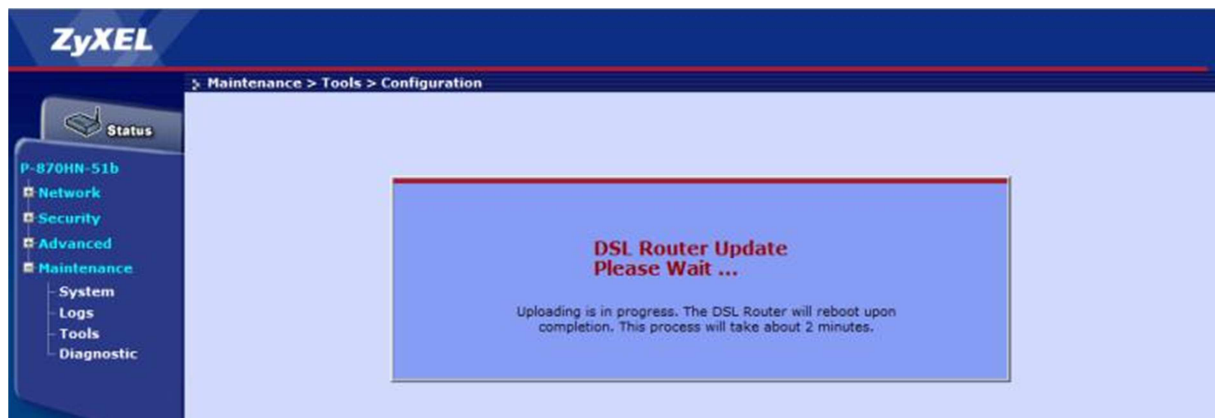 ZyXEL
Maintenance > Tools > Configuration
Status
P-870HN-51b
Network
Security
Advanced
Maintenance
System
Logs
Tools
Diagnostic
DSL Router Update
Please Wait ...
Uploading is in progress. The DSL Router will reboot upon
completion. This process will take about 2 minutes.